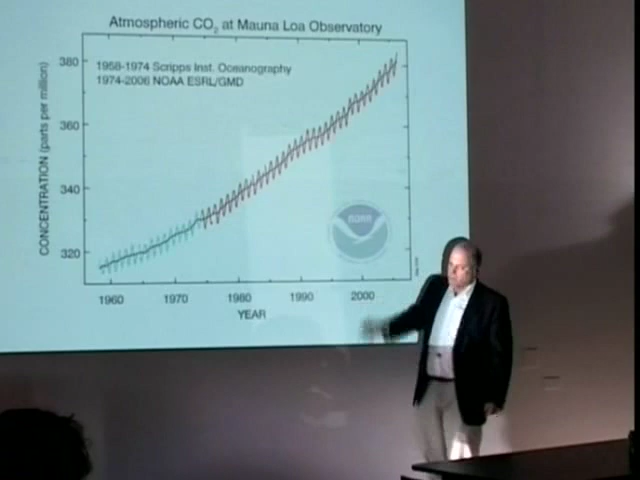 Atmospheric CO2 at Mauna Loa Observatory
1958-1974 Scripps Inst. Oceanography
1974-2006 NOAA ESRL/GMD
CONCENTRATION (parts per million)
380
360
340
320
1960 1970 1980 1990 2000
YEAR
noaa